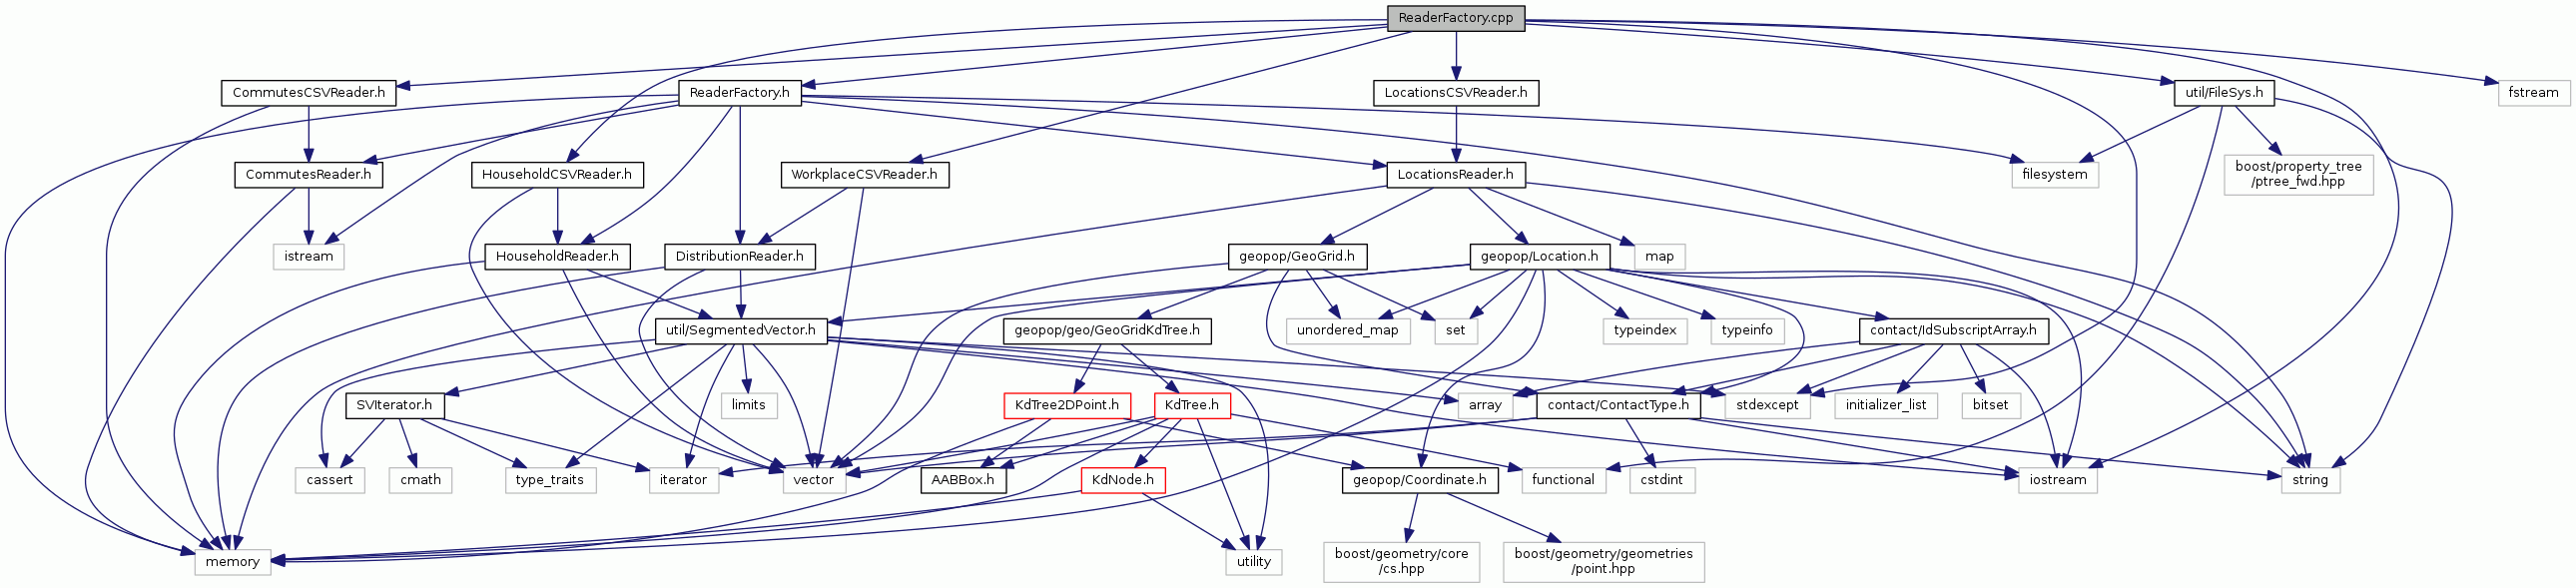 ReaderFactory.cpp
CommutesCSVReader.h
ReaderFactory.h
LocationsCSVReader.h
util/FileSys.h
fstream
CommutesReader.h
HouseholdCSVReader.h
WorkplaceCSVReader.h
LocationsReader.h
filesystem
boost/property_tree
/ptree_fwd.hpp
istream
HouseholdReader.h
DistributionReader.h
geopop/GeoGrid.h
geopop/Location.h
map
util/SegmentedVector.h
geopop/geo/GeoGridKdTree.h
unordered_map
set
typeindex
typeinfo
contact/IdSubscriptArray.h
SVIterator.h
limits
KdTree2DPoint.h
KdTree.h
array
contact/ContactType.h
stdexcept
initializer_list
bitset
cassert
cmath
type_traits
iterator
vector
AABBox.h
KdNode.h
geopop/Coordinate.h
functional
cstdint
iostream
string
memory
utility
boost/geometry/core
/cs.hpp
boost/geometry/geometries
/point.hpp